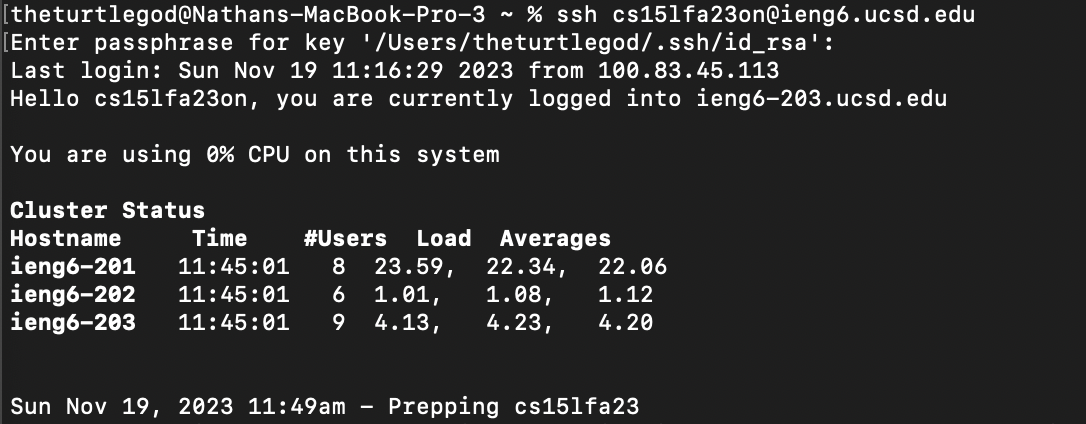 [theturtlegod@Nathans-MacBook-Pro-3 ~ % ssh cs15lfa23on@ieng6.ucsd.edu
[Enter passphrase for key '/Users/theturtlegod/.ssh/id_rsa':
Last login: Sun Nov 19 11:16:29 2023 from 100.83.45.113
Hello cs15lfa23on, you are currently logged into ieng6-203.ucsd.edu
You are using 0% CPU on this system
Cluster Status
Hostname     Time    #Users  Load  Averages
ieng6-201   11:45:01   8  23.59,  22.34,  22.06
ieng6-202   11:45:01   6  1.01,   1.08,   1.12
ieng6-203   11:45:01   9  4.13,   4.23,   4.20
Sun Nov 19, 2023 11:49am - Prepping cs15lfa23